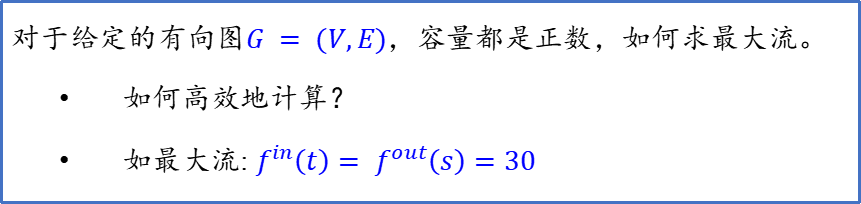 对于给定的有向图G = (V, E)，容量都是正数，如何求最大流。
• 如何高效地计算？
• 如最大流: f^{in}(t) = f^{out}(s) = 30